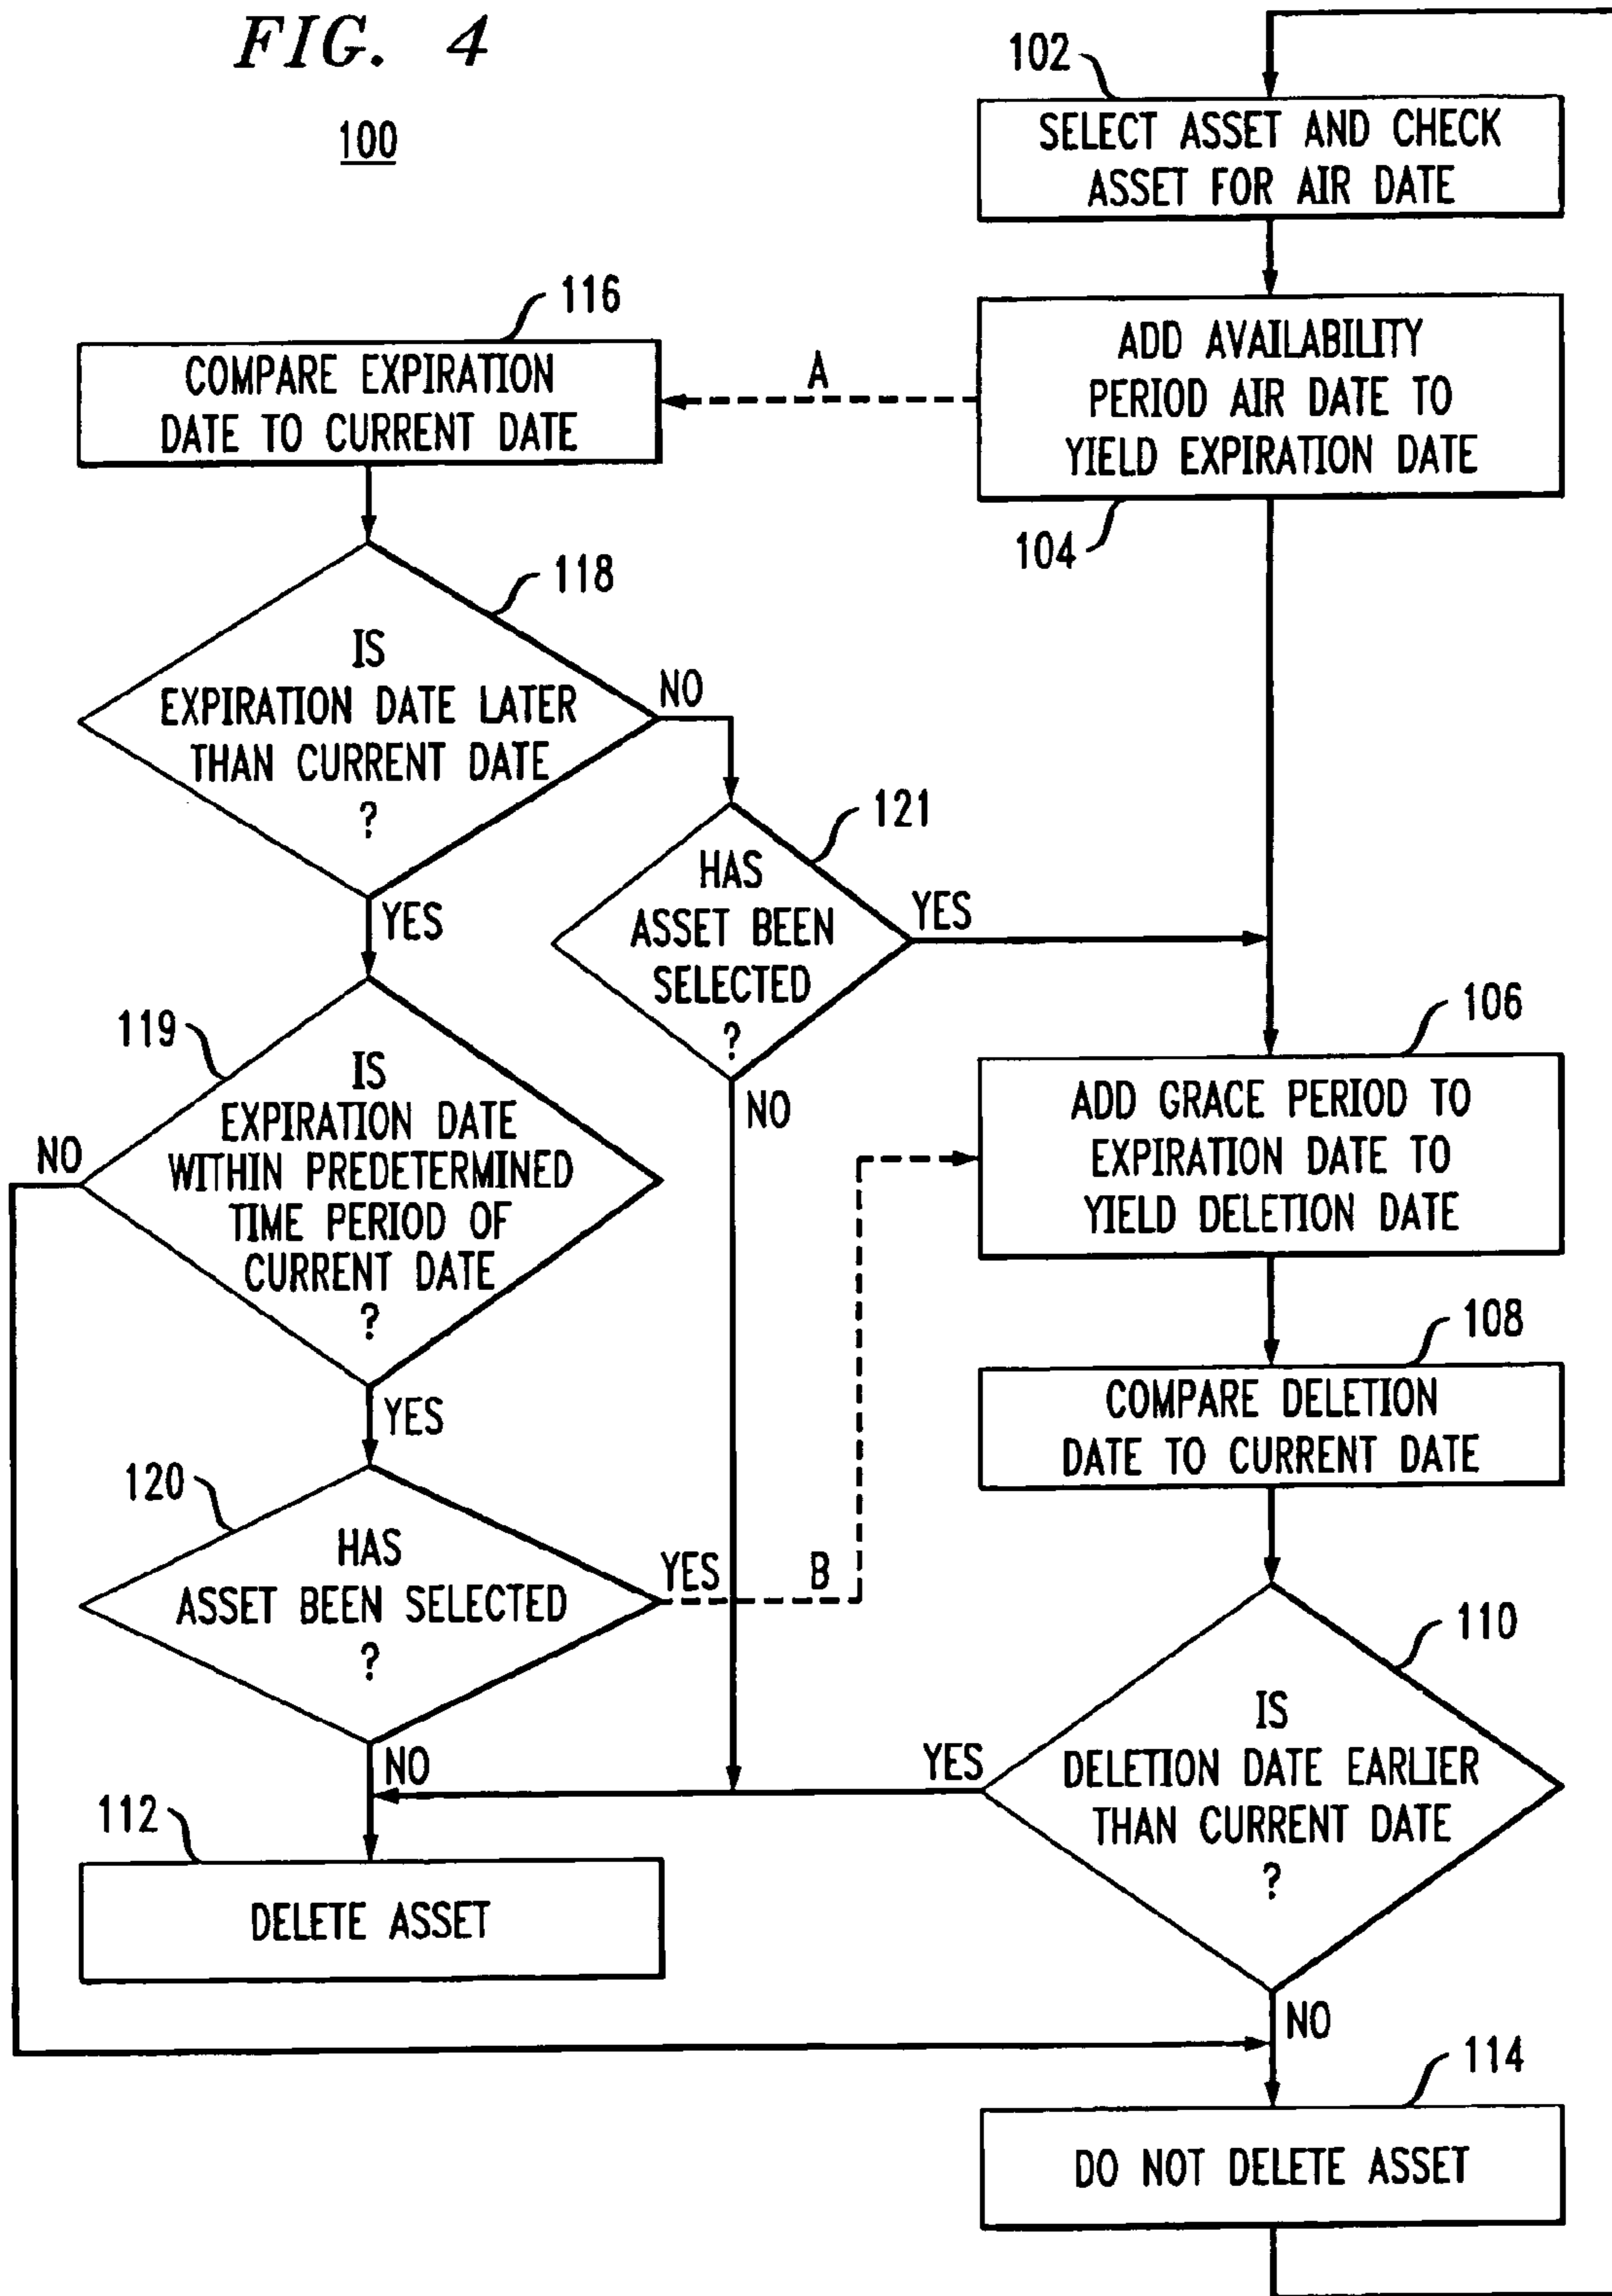 FIG. 4
100
102
SELECT ASSET AND CHECK
ASSET FOR AIR DATE
ADD AVAILABILITY
PERIOD AIR DATE TO
YIELD EXPIRATION DATE
104
A
116
COMPARE EXPIRATION
DATE TO CURRENT DATE
118
IS
EXPIRATION DATE LATER
THAN CURRENT DATE
?
NO
YES
121
HAS
ASSET BEEN
SELECTED
?
YES
NO
119
IS
EXPIRATION DATE
WITHIN PREDETERMINED
TIME PERIOD OF
CURRENT DATE
?
NO
YES
106
ADD GRACE PERIOD TO
EXPIRATION DATE TO
YIELD DELETION DATE
108
COMPARE DELETION
DATE TO CURRENT DATE
120
HAS
ASSET BEEN SELECTED
?
YES
B
NO
110
IS
DELETION DATE EARLIER
THAN CURRENT DATE
?
YES
NO
112
DELETE ASSET
114
DO NOT DELETE ASSET